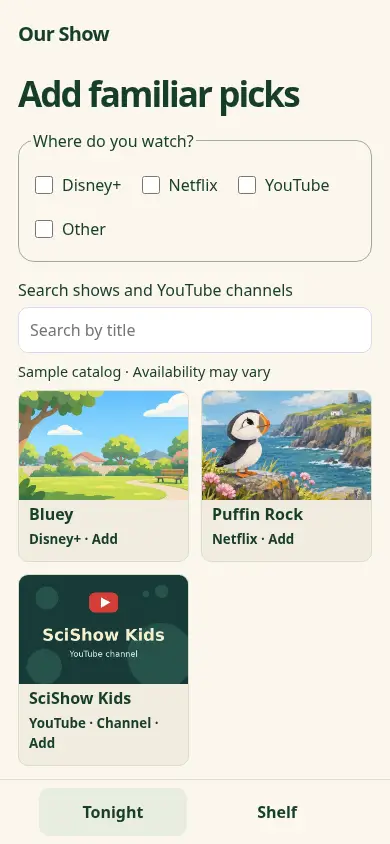 Our Show
Add familiar picks
Where do you watch?
Disney+
Netflix
YouTube
Other
Search shows and YouTube channels
Search by title
Sample catalog · Availability may vary
Bluey
Disney+ · Add
Puffin Rock
Netflix · Add
SciShow Kids
YouTube channel
SciShow Kids
YouTube · Channel ·
Add
Tonight
Shelf